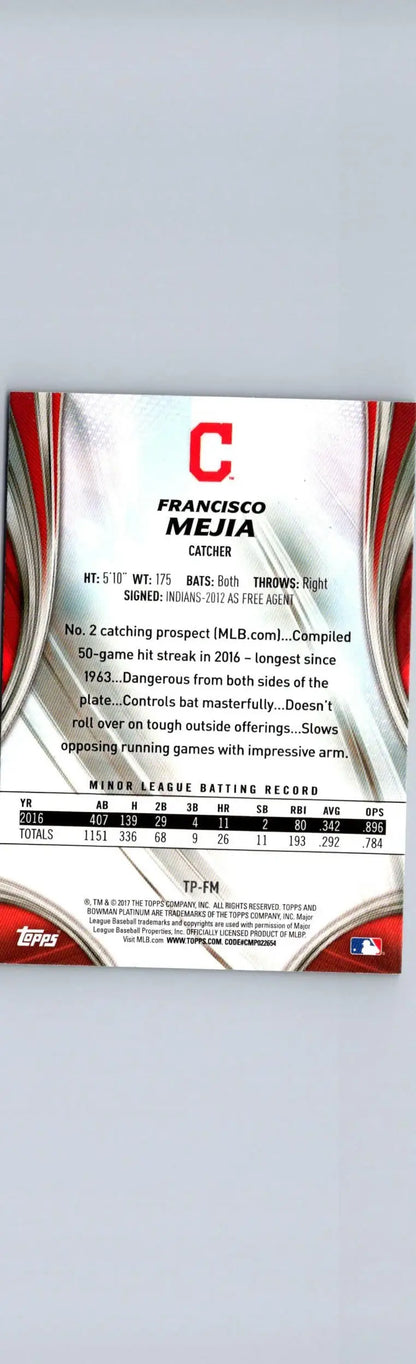 C
FRANCISCO
MEJIA
CATCHER
HT: 5'10" WT: 175 BATS: Both THROWS: Right
SIGNED: INDIANS-2012 AS FREE AGENT
No. 2 catching prospect (MLB.com)...Compiled
50-game hit streak in 2016 – longest since
1963...Dangerous from both sides of the
plate...Controls bat masterfully...Doesn't
roll over on tough outside offerings...Slows
opposing running games with impressive arm.
MINOR LEAGUE BATTING RECORD
YR AB H 2B 3B HR SB RBI AVG OPS
2016 407 139 29 4 11 2 80 .342 .896
TOTALS 1151 336 68 9 26 11 193 .292 .784
TP-FM
®, TM & © 2017 THE TOPPS COMPANY, INC. ALL RIGHTS RESERVED. TOPPS AND
BOWMAN PLATINUM ARE TRADEMARKS OF THE TOPPS COMPANY, INC. Major
League Baseball trademarks and copyrights are used with permission of Major
League Baseball Properties, Inc. OFFICIALLY LICENSED PRODUCT OF MLBP.
Visit MLB.com WWW.TOPPS.COM. CODE#CMP022654
Topps